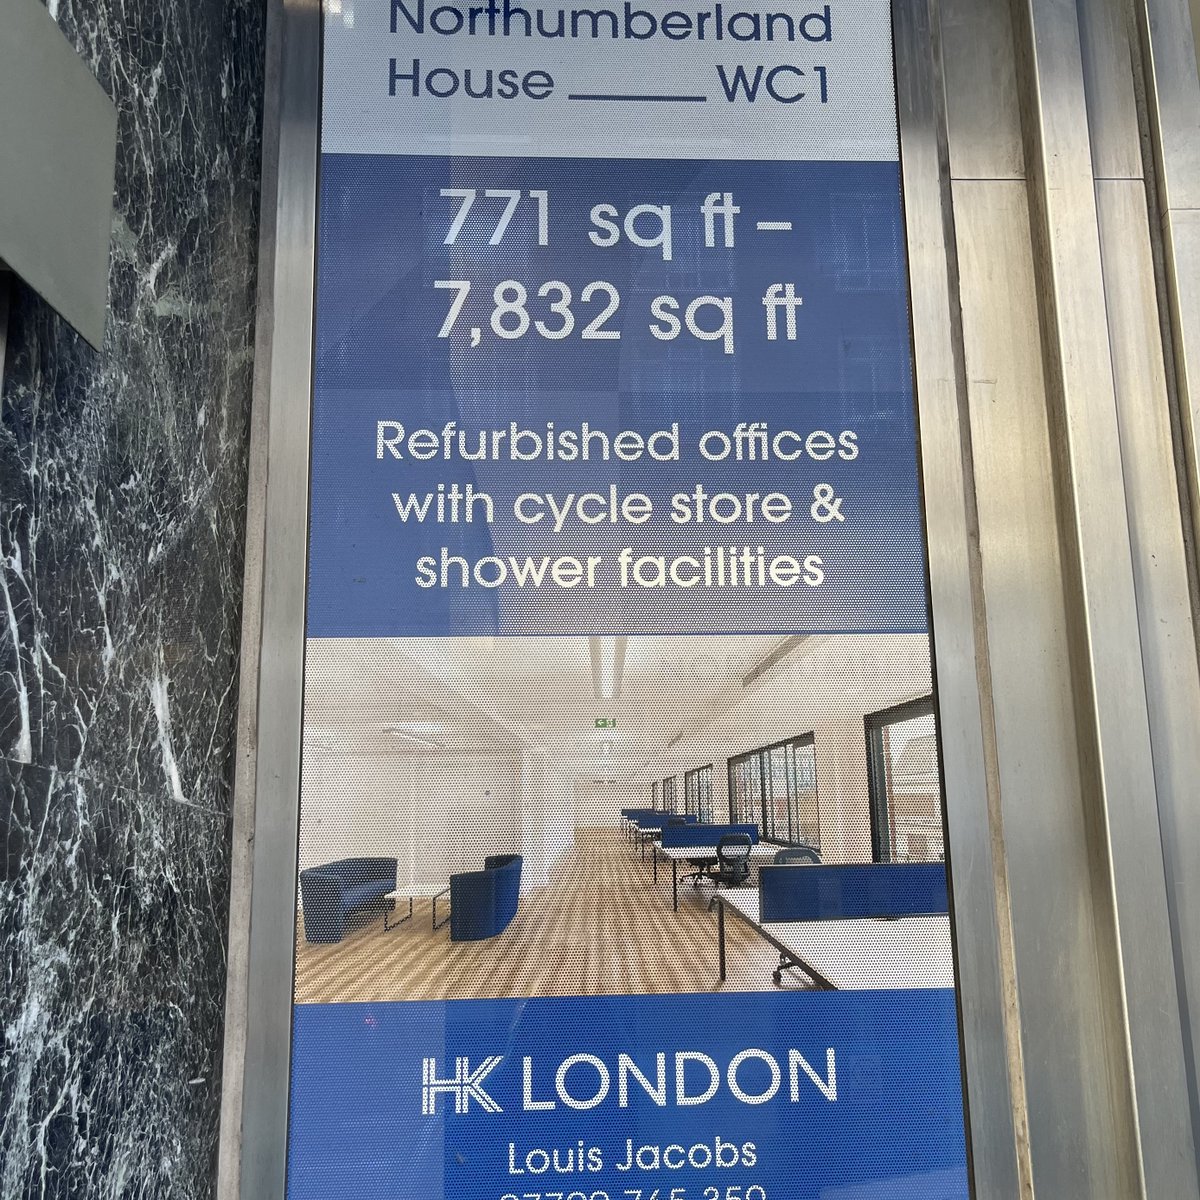 Northumberland
House _____ WC1
771 sq ft –
7,832 sq ft
Refurbished offices
with cycle store &
shower facilities
HK LONDON
Louis Jacobs